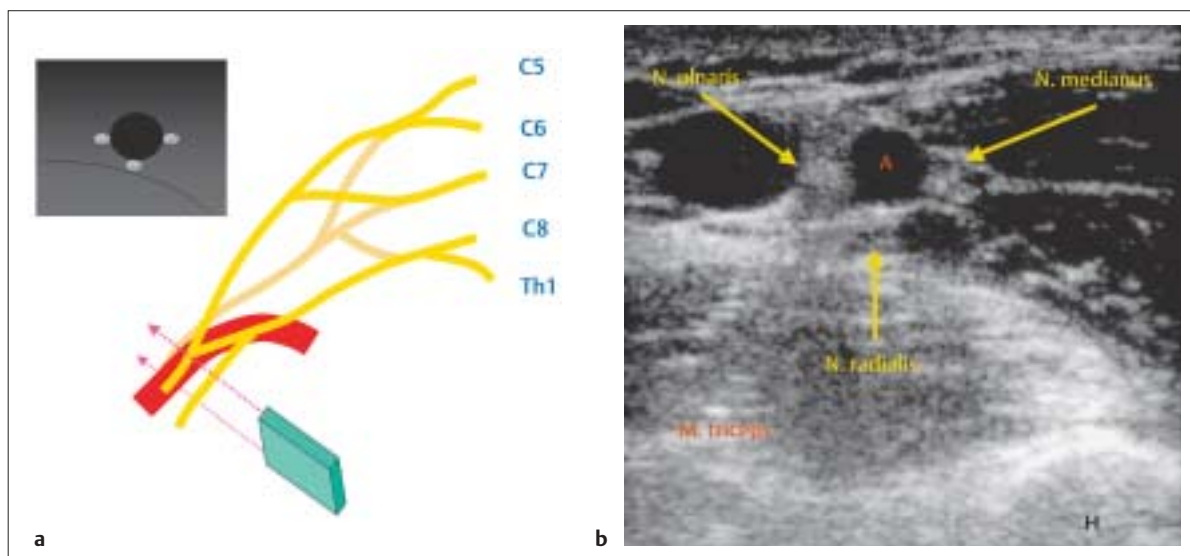 C5
C6
C7
C8
Th1
a
N. ulnaris
N. medianus
A
N. radialis
M. triceps
H
b